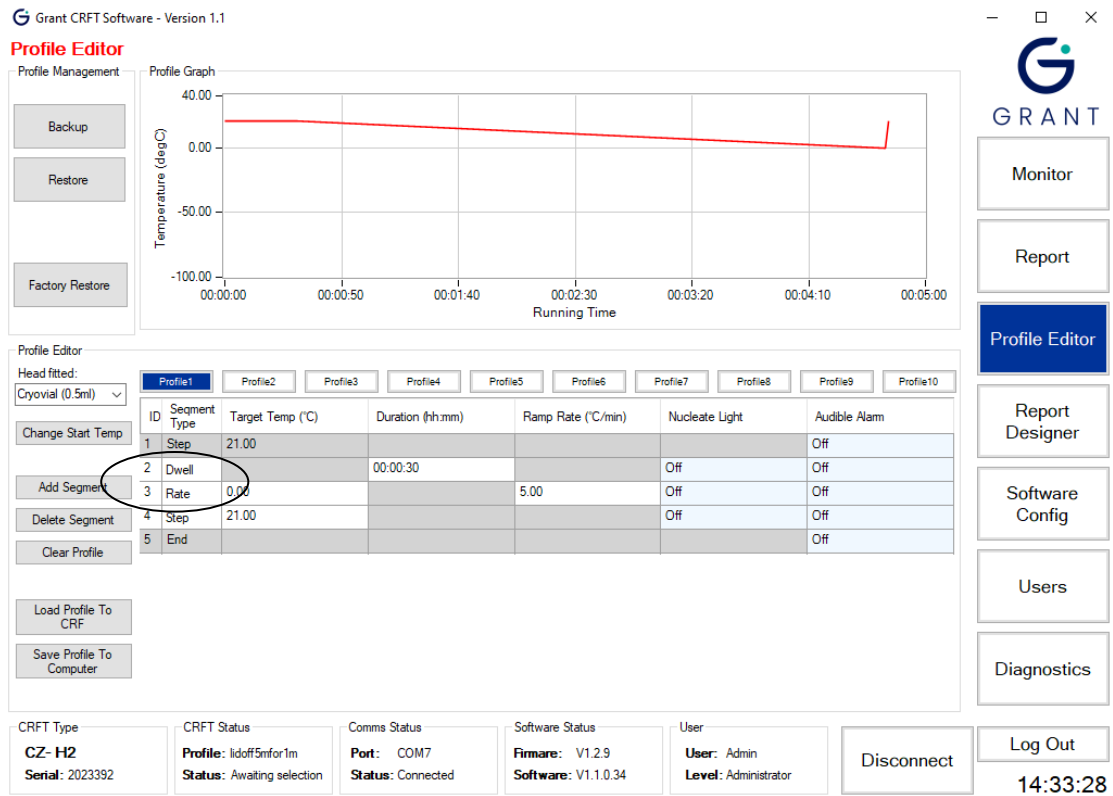 Grant CRFT Software - Version 1.1
Profile Editor
Profile Management
Backup
Restore
Factory Restore
Profile Graph
Temperature (degC)
40.00
0.00
-50.00
-100.00
00:00:00 00:00:50 00:01:40 00:02:30 00:03:20 00:04:10 00:05:00
Running Time
GRANT
Monitor
Report
Profile Editor
Report
Designer
Software
Config
Users
Diagnostics
Profile Editor
Head fitted:
Cryovial (0.5ml)
Change Start Temp
Add Segment
Delete Segment
Clear Profile
Load Profile To
CRF
Save Profile To
Computer
Profile1 Profile2 Profile3 Profile4 Profile5 Profile6 Profile7 Profile8 Profile9 Profile10
ID Segment Type Target Temp (°C) Duration (hh:mm) Ramp Rate (°C/min) Nucleate Light Audible Alarm
1 Step 21.00 Off
2 Dwell 00:00:30 Off Off
3 Rate 0.00 5.00 Off Off
4 Step 21.00 Off Off
5 End Off
CRFT Type
CZ- H2
Serial: 2023392
CRFT Status
Profile: lidoff5mfor1m
Status: Awaiting selection
Comms Status
Port: COM7
Status: Connected
Software Status
Firmare: V1.2.9
Software: V1.1.0.34
User
User: Admin
Level: Administrator
Disconnect
Log Out
14:33:28